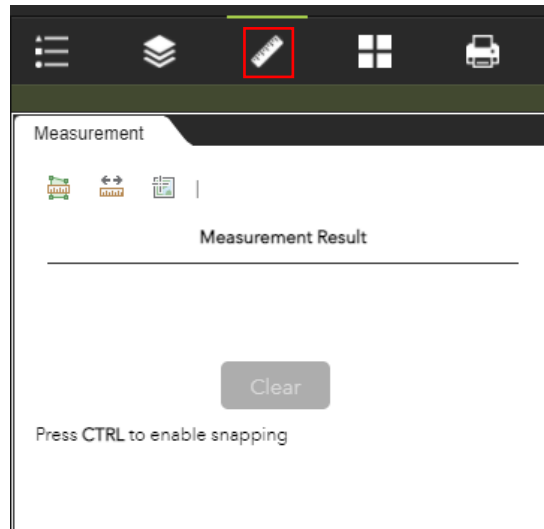 Measurement
Measurement Result
Clear
Press CTRL to enable snapping